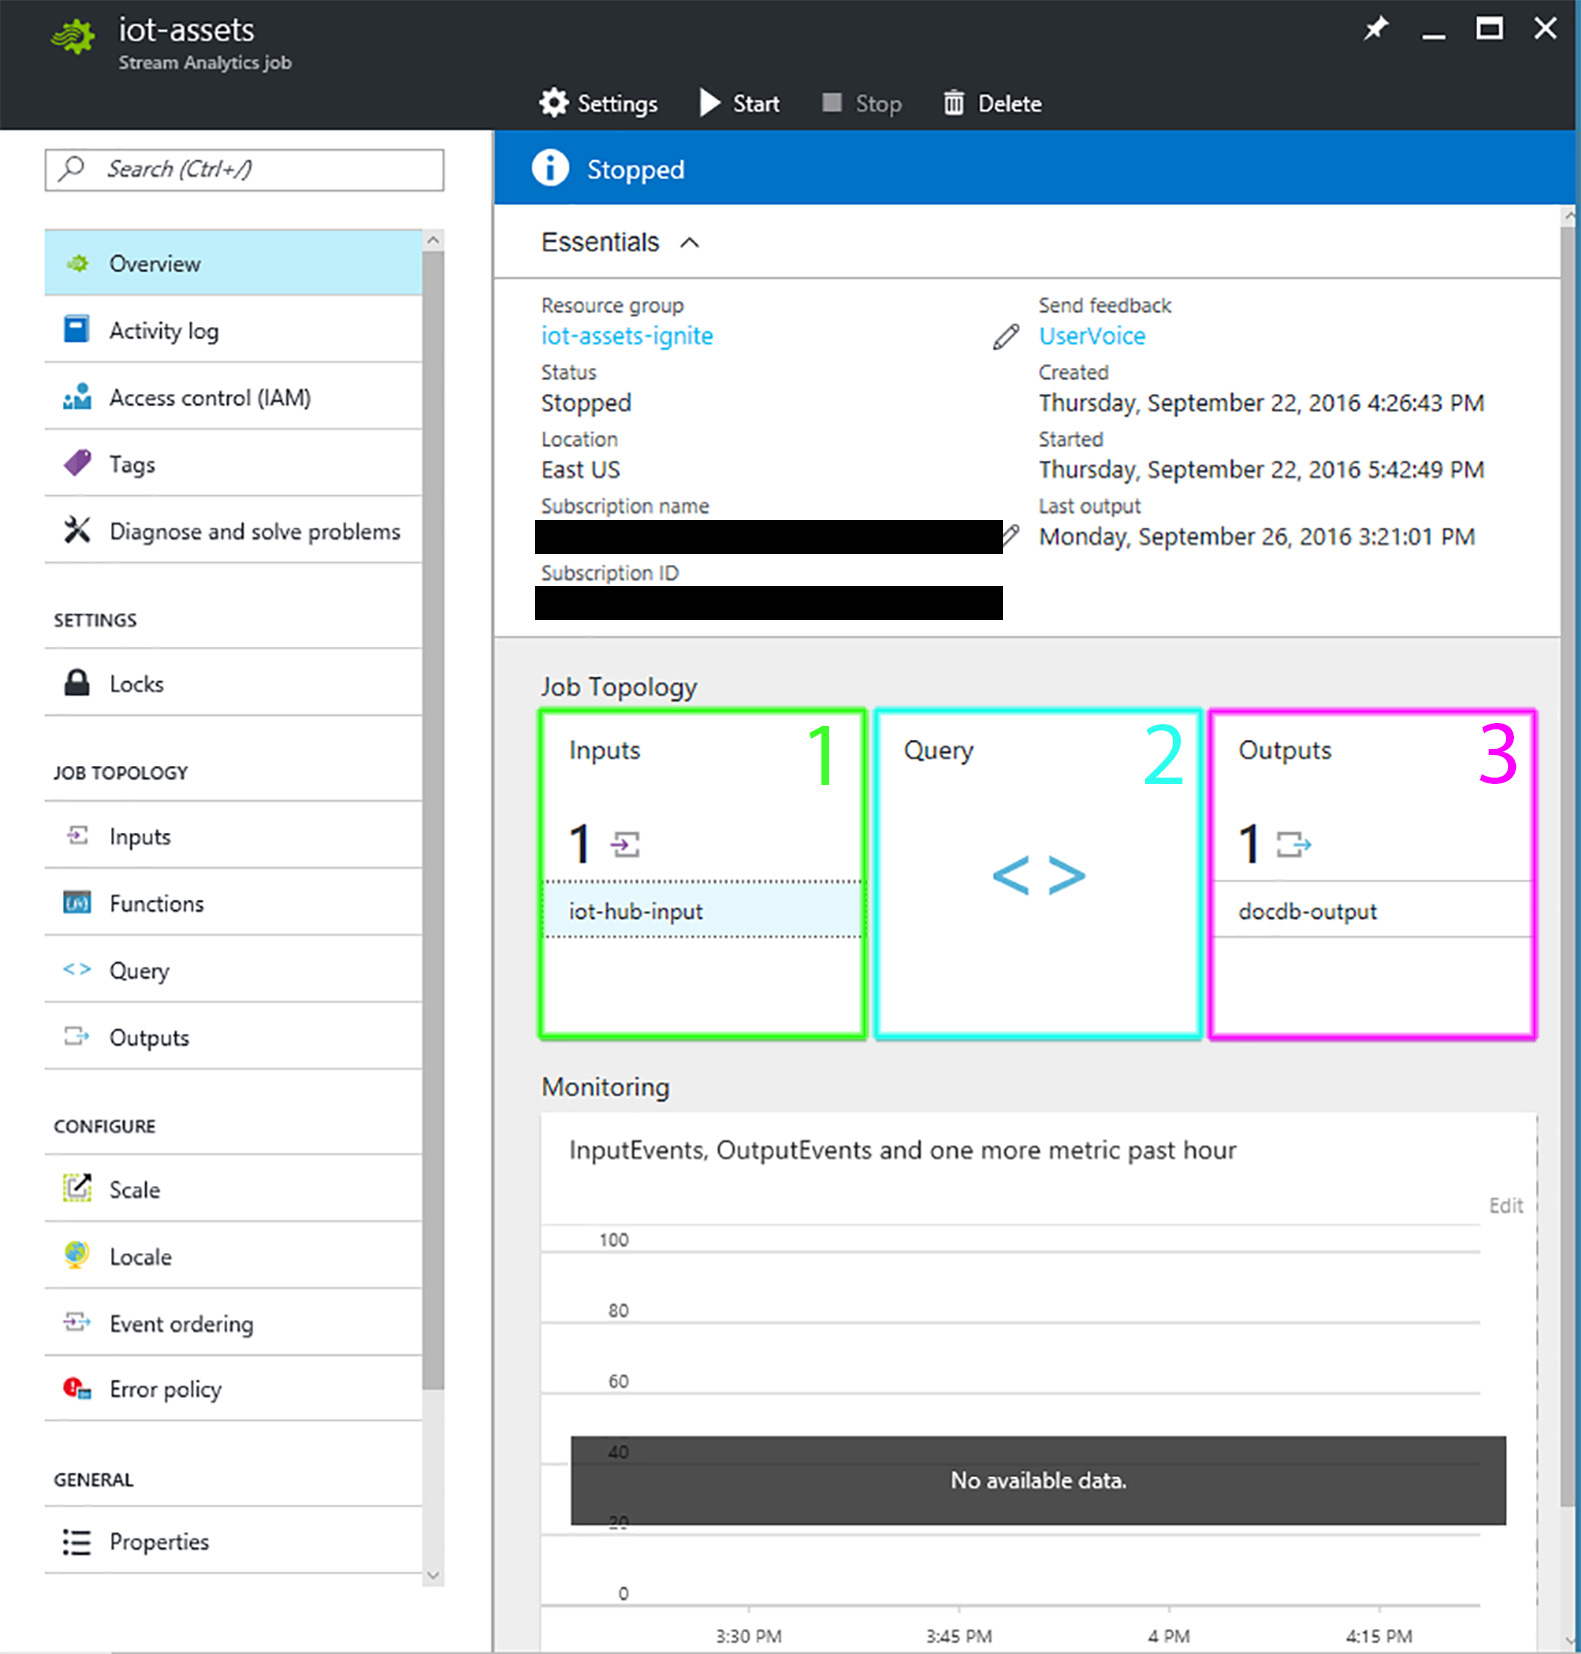 iot-assets
Stream Analytics job
Settings
Start
Stop
Delete
Search (Ctrl+/)
Overview
Activity log
Access control (IAM)
Tags
Diagnose and solve problems
SETTINGS
Locks
JOB TOPOLOGY
Inputs
Functions
Query
Outputs
CONFIGURE
Scale
Locale
Event ordering
Error policy
GENERAL
Properties
Stopped
Essentials
Resource group
iot-assets-ignite
Status
Stopped
Location
East US
Subscription name
Subscription ID
Send feedback
UserVoice
Created
Thursday, September 22, 2016 4:26:43 PM
Started
Thursday, September 22, 2016 5:42:49 PM
Last output
Monday, September 26, 2016 3:21:01 PM
Job Topology
Inputs 1
1
iot-hub-input
Query 2
< >
Outputs 3
1
docdb-output
Monitoring
InputEvents, OutputEvents and one more metric past hour
Edit
100
80
60
40
No available data.
20
0
3:30 PM 3:45 PM 4 PM 4:15 PM